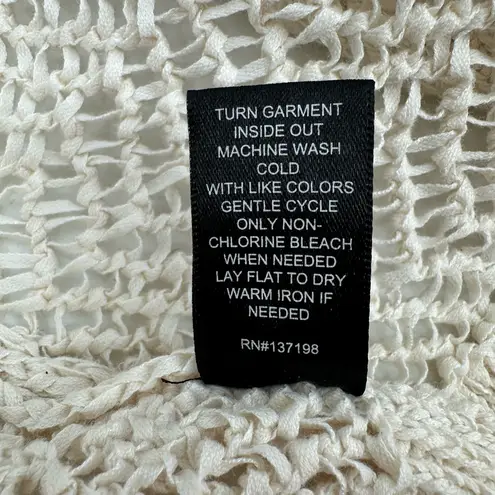 TURN GARMENT
INSIDE OUT
MACHINE WASH
COLD
WITH LIKE COLORS
GENTLE CYCLE
ONLY NON-
CHLORINE BLEACH
WHEN NEEDED
LAY FLAT TO DRY
WARM IRON IF
NEEDED
RN#137198